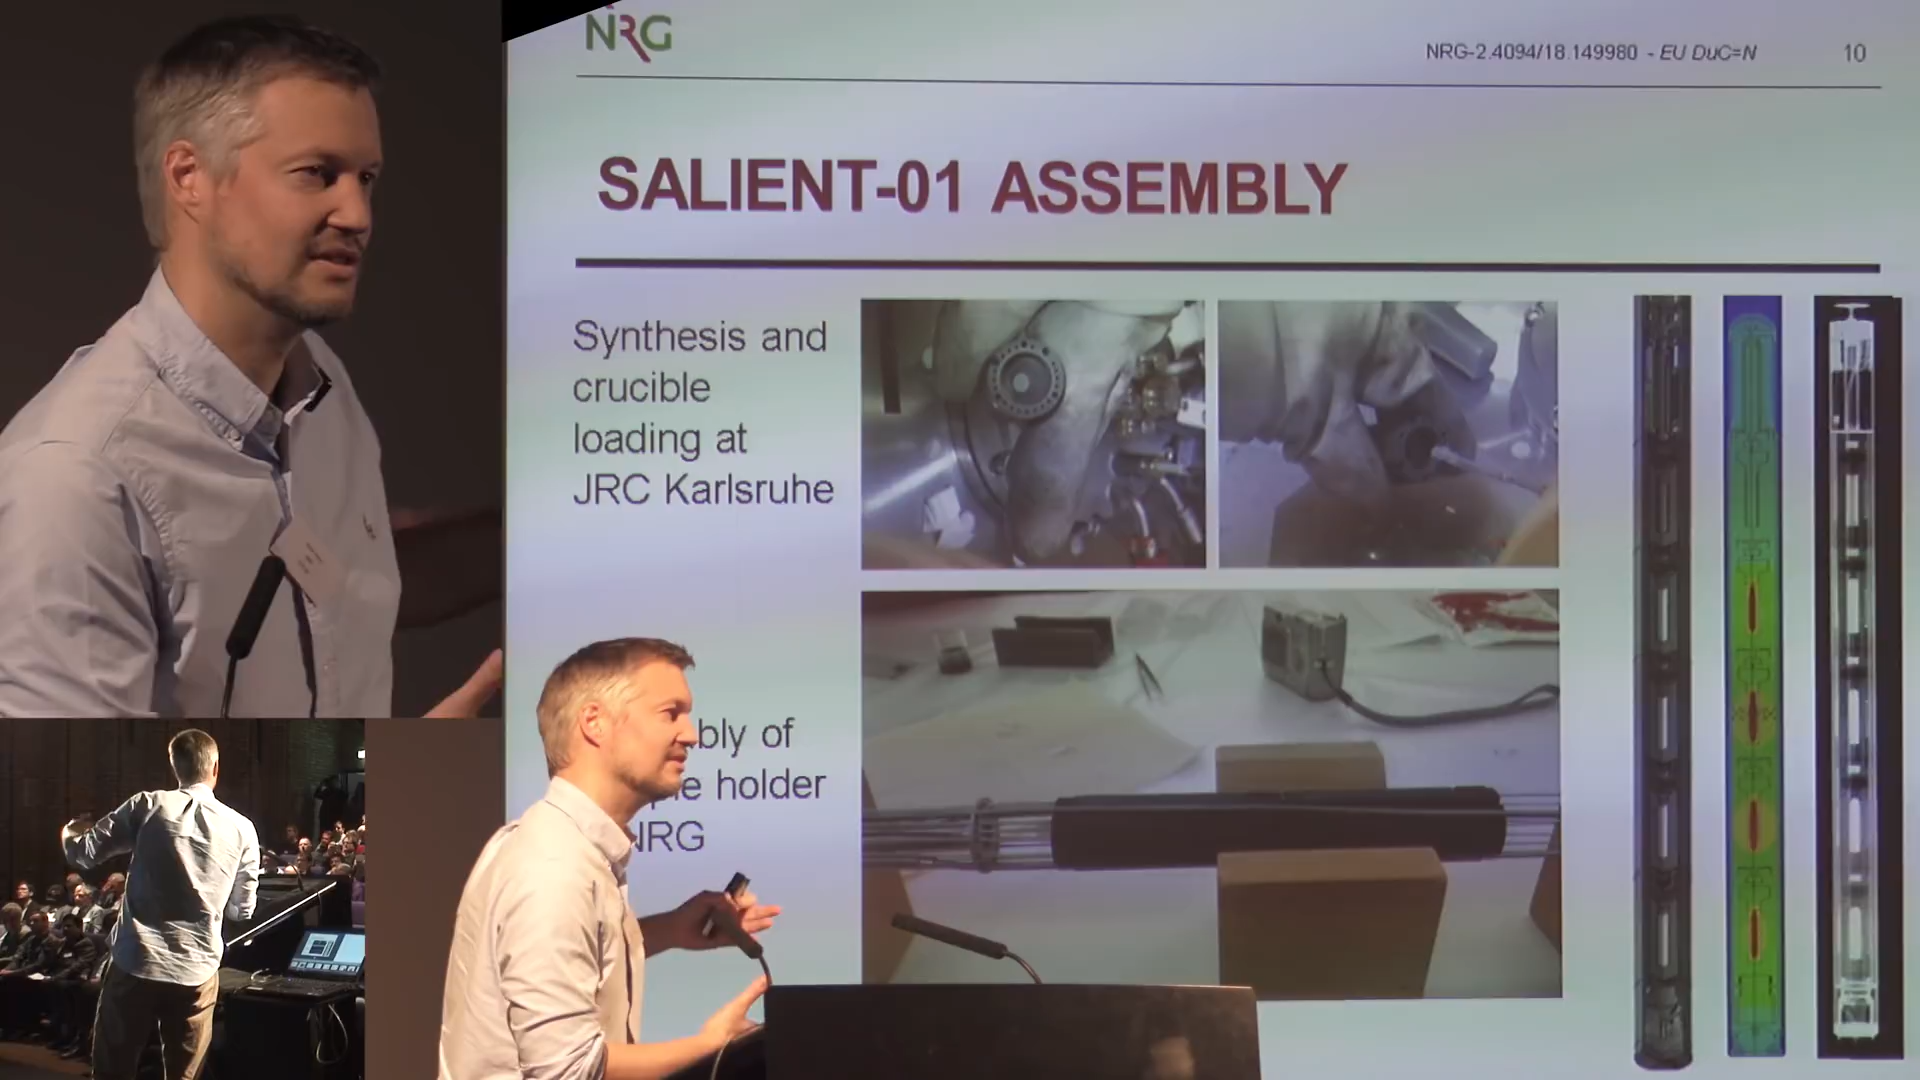 NRG
NRG-2.4094/18.149980 - EU DuC=N
10
SALIENT-01 ASSEMBLY
Synthesis and
crucible
loading at
JRC Karlsruhe
bly of
holder
NRG